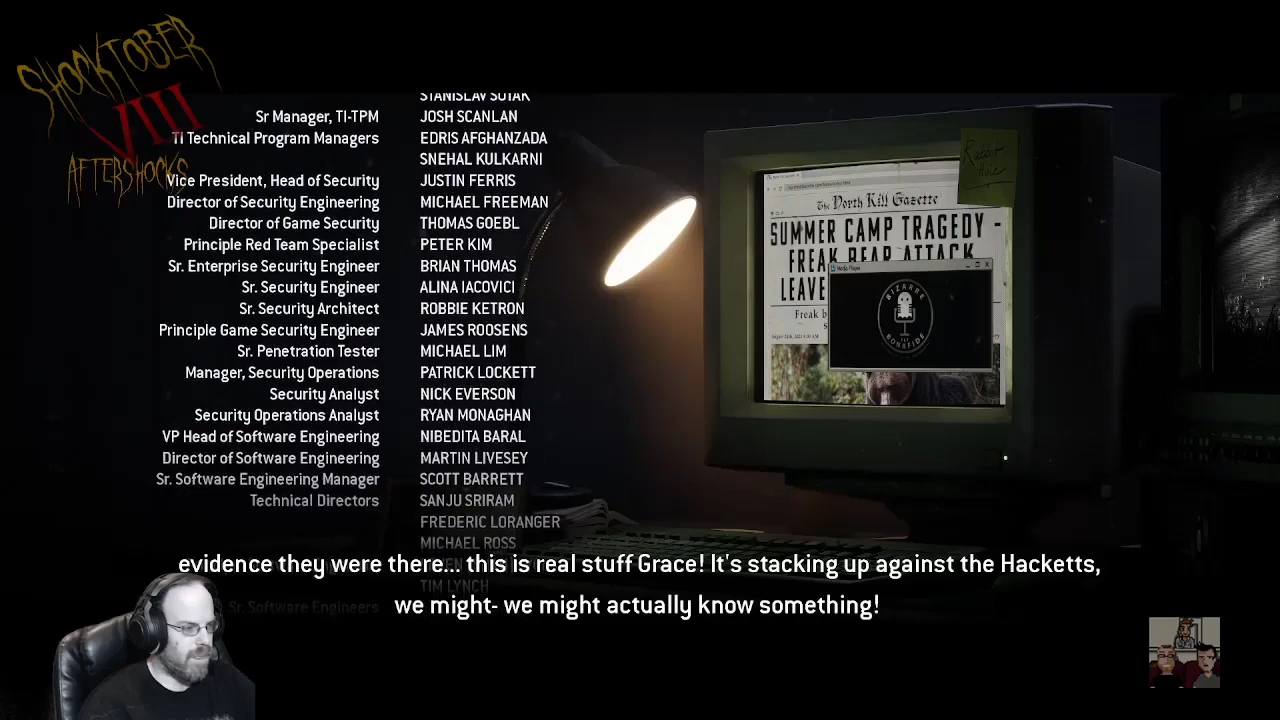 SHOCKTOBER
VIII
AFTERSHOCKS
STANISLAV SUTAK
Sr Manager, TI-TPM JOSH SCANLAN
TI Technical Program Managers EDRIS AFGHANZADA
SNEHAL KULKARNI
Vice President, Head of Security JUSTIN FERRIS
Director of Security Engineering MICHAEL FREEMAN
Director of Game Security THOMAS GOEBL
Principle Red Team Specialist PETER KIM
Sr. Enterprise Security Engineer BRIAN THOMAS
Sr. Security Engineer ALINA IACOVICI
Sr. Security Architect ROBBIE KETRON
Principle Game Security Engineer JAMES ROOSENS
Sr. Penetration Tester MICHAEL LIM
Manager, Security Operations PATRICK LOCKETT
Security Analyst NICK EVERSON
Security Operations Analyst RYAN MONAGHAN
VP Head of Software Engineering NIBEDITA BARAL
Director of Software Engineering MARTIN LIVESEY
Sr. Software Engineering Manager SCOTT BARRETT
Technical Directors SANJU SRIRAM
FREDERIC LORANGER
MICHAEL ROSS
TIM LYNCH
Sr. Software Engineers
The North Kill Gazette
SUMMER CAMP TRAGEDY -
FREAK BEAR ATTACK
LEAVE
Freak b
Media Player
BIZARRE
BONAFIDE
evidence they were there... this is real stuff Grace! It's stacking up against the Hacketts,
we might- we might actually know something!